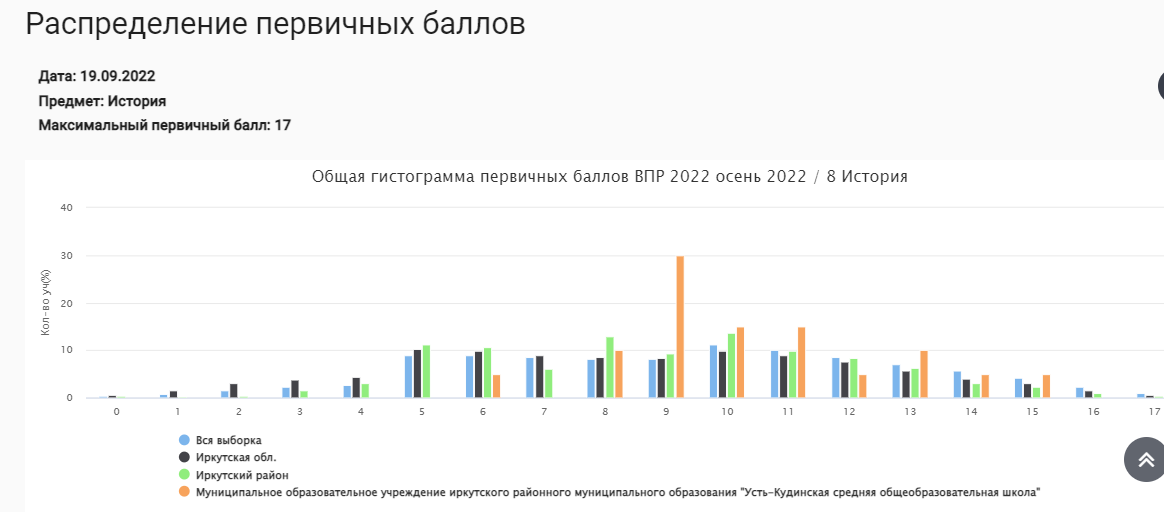 Распределение первичных баллов
Дата: 19.09.2022
Предмет: История
Максимальный первичный балл: 17
Общая гистограмма первичных баллов ВПР 2022 осень 2022 / 8 История
Кол-во уч(%)
40
30
20
10
0
0 1 2 3 4 5 6 7 8 9 10 11 12 13 14 15 16 17
Вся выборка
Иркутская обл.
Иркутский район
Муниципальное образовательное учреждение иркутского районного муниципального образования "Усть-Кудинская средняя общеобразовательная школа"